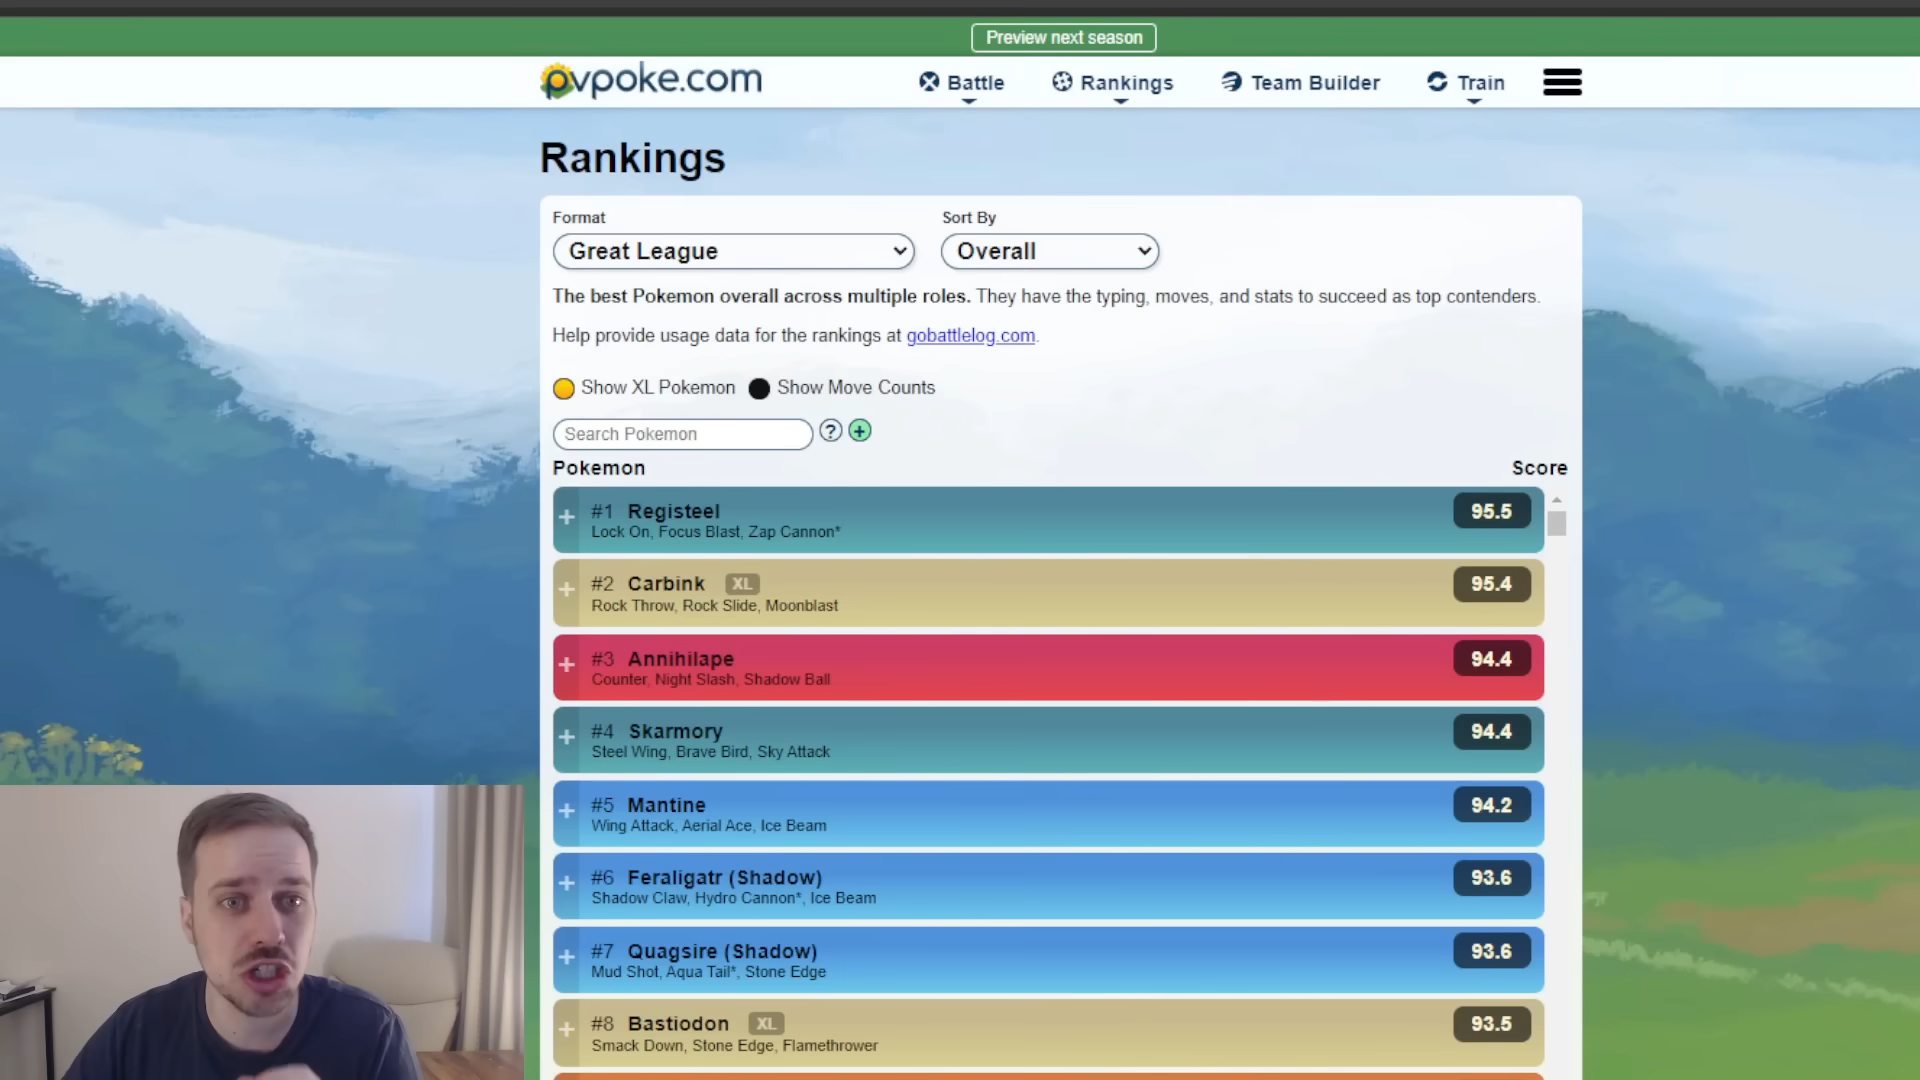 Preview next season
pvpoke.com
Battle
Rankings
Team Builder
Train
Rankings
Format
Sort By
Great League
Overall
The best Pokemon overall across multiple roles. They have the typing, moves, and stats to succeed as top contenders.
Help provide usage data for the rankings at gobattlelog.com.
Show XL Pokemon
Show Move Counts
Search Pokemon
?
+
Pokemon
Score
+ #1 Registeel 95.5
Lock On, Focus Blast, Zap Cannon*
+ #2 Carbink XL 95.4
Rock Throw, Rock Slide, Moonblast
+ #3 Annihilape 94.4
Counter, Night Slash, Shadow Ball
+ #4 Skarmory 94.4
Steel Wing, Brave Bird, Sky Attack
+ #5 Mantine 94.2
Wing Attack, Aerial Ace, Ice Beam
+ #6 Feraligatr (Shadow) 93.6
Shadow Claw, Hydro Cannon*, Ice Beam
+ #7 Quagsire (Shadow) 93.6
Mud Shot, Aqua Tail*, Stone Edge
+ #8 Bastiodon XL 93.5
Smack Down, Stone Edge, Flamethrower